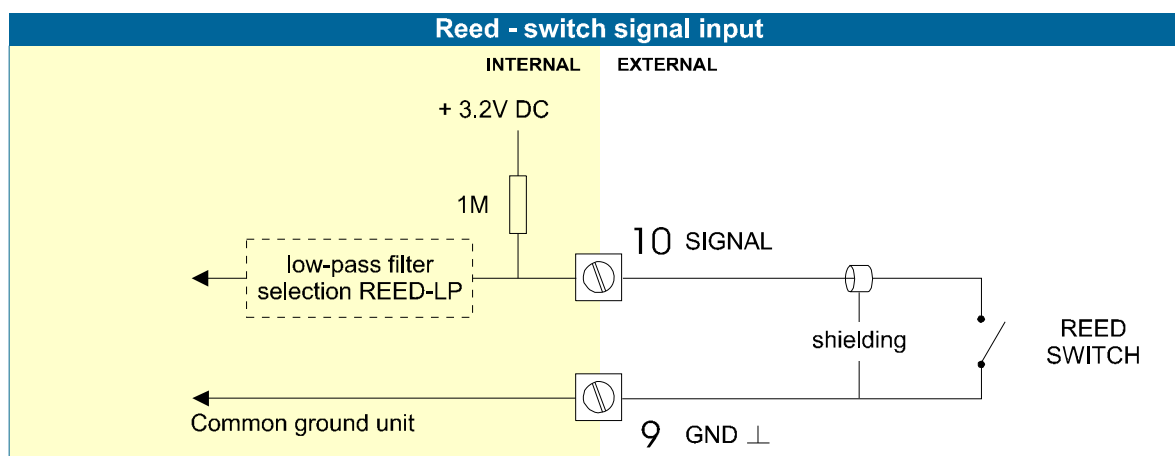 Reed - switch signal input
INTERNAL
EXTERNAL
+ 3.2V DC
1M
10 SIGNAL
low-pass filter
selection REED-LP
shielding
REED
SWITCH
Common ground unit
9 GND ⊥